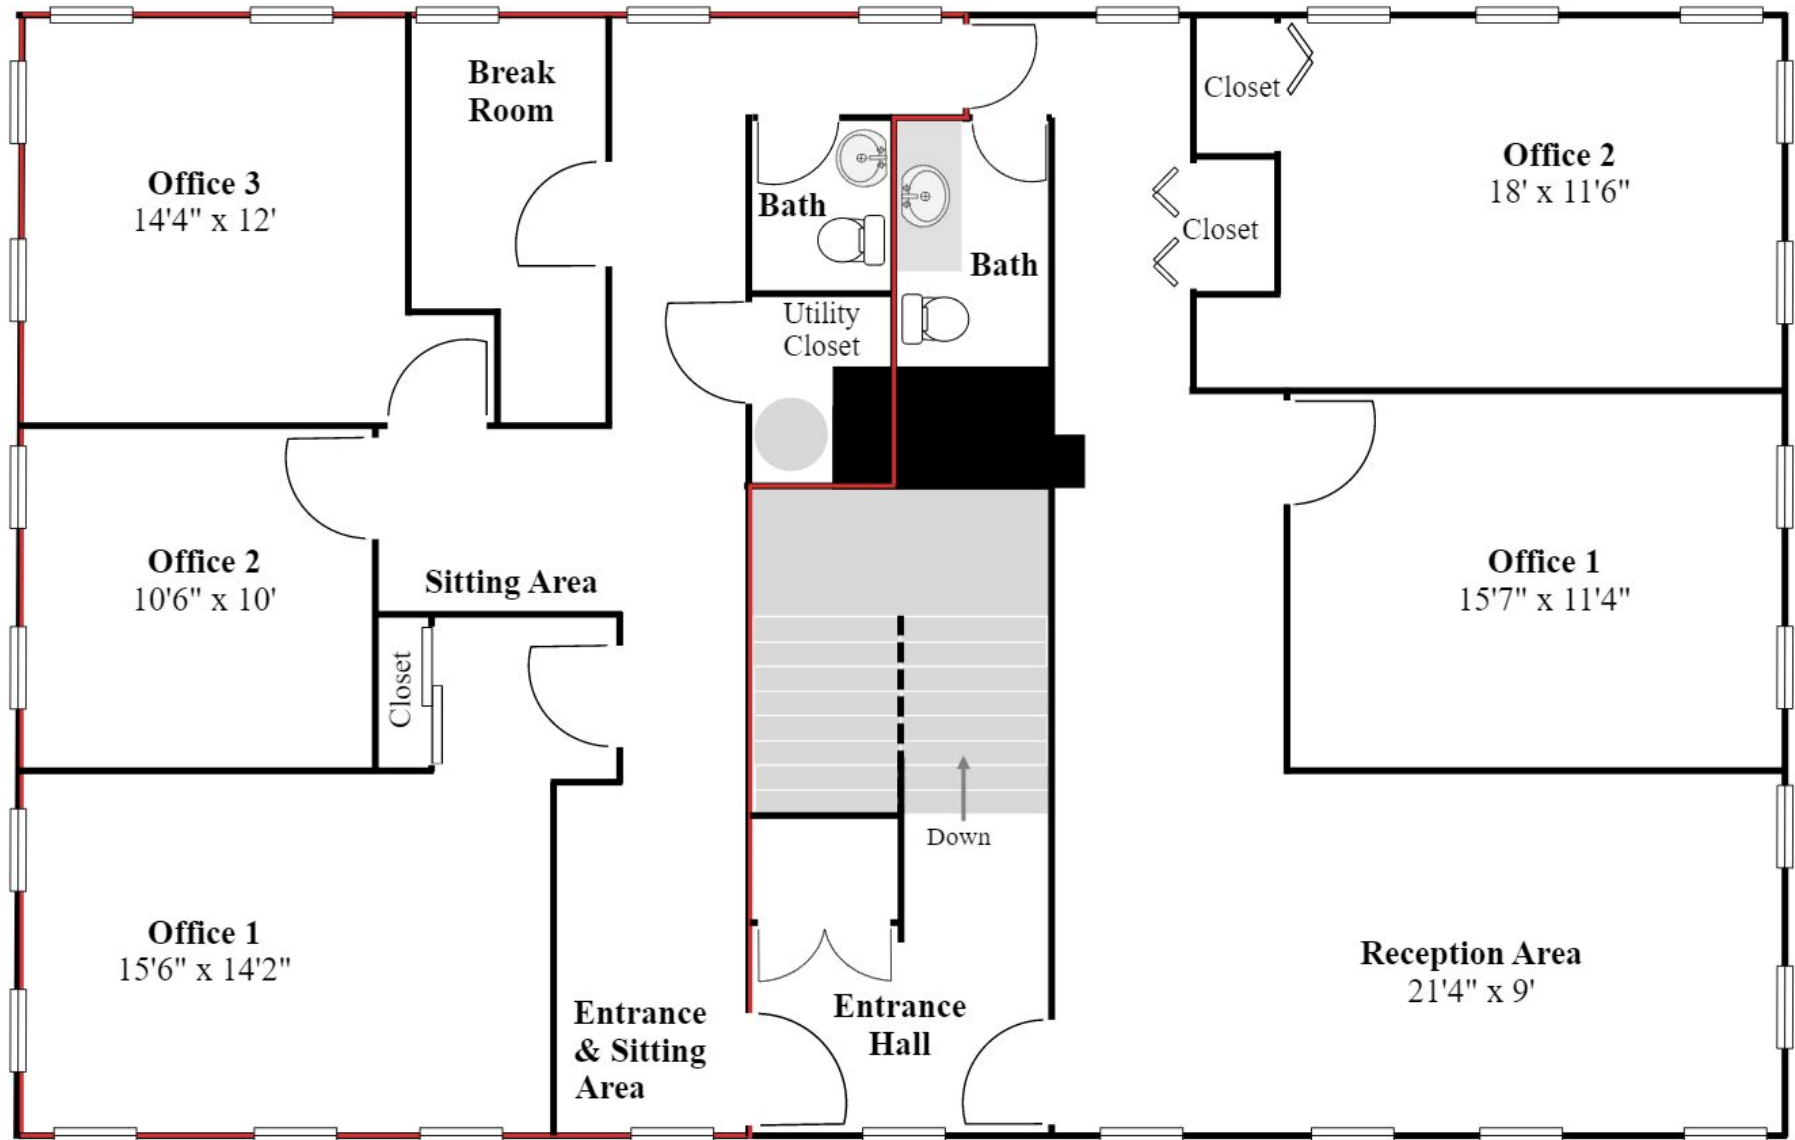 Break
Room
Closet
Office 3
14'4" x 12'
Bath
Office 2
18' x 11'6"
Closet
Bath
Utility
Closet
Office 2
10'6" x 10'
Sitting Area
Office 1
15'7" x 11'4"
Closet
Down
Office 1
15'6" x 14'2"
Entrance
& Sitting
Area
Entrance
Hall
Reception Area
21'4" x 9'